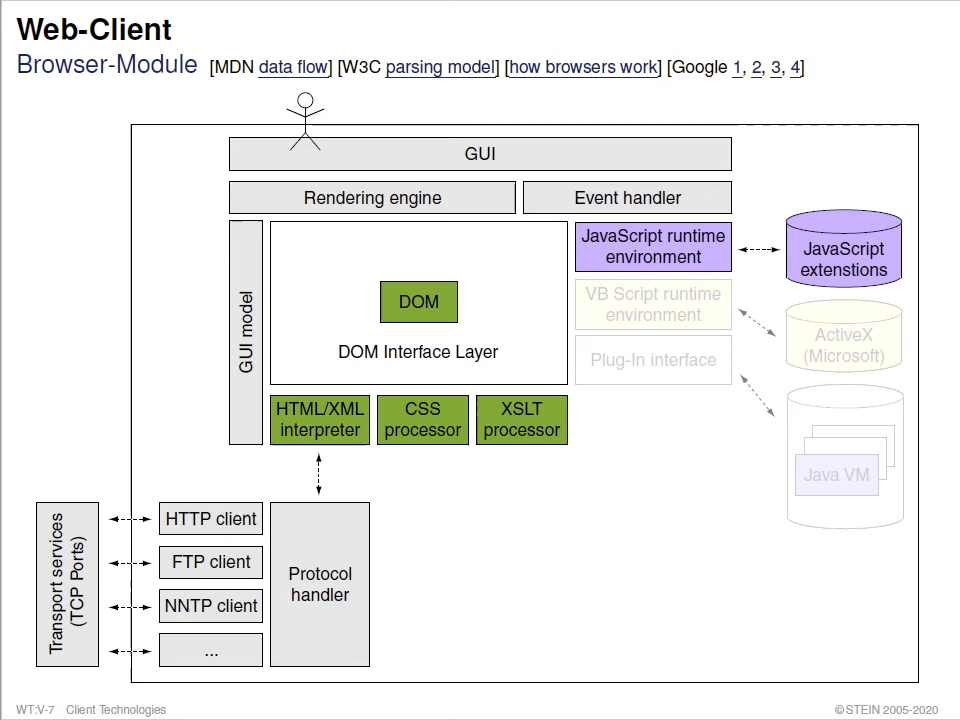 Web-Client
Browser-Module [MDN data flow] [W3C parsing model] [how browsers work] [Google 1, 2, 3, 4]
GUI
Rendering engine
Event handler
GUI model
DOM
DOM Interface Layer
JavaScript runtime
environment
JavaScript
extenstions
VB Script runtime
environment
ActiveX
(Microsoft)
Plug-In interface
Java VM
HTML/XML
interpreter
CSS
processor
XSLT
processor
Transport services
(TCP Ports)
HTTP client
FTP client
NNTP client
...
Protocol
handler
WT:V-7 Client Technologies
©STEIN 2005-2020